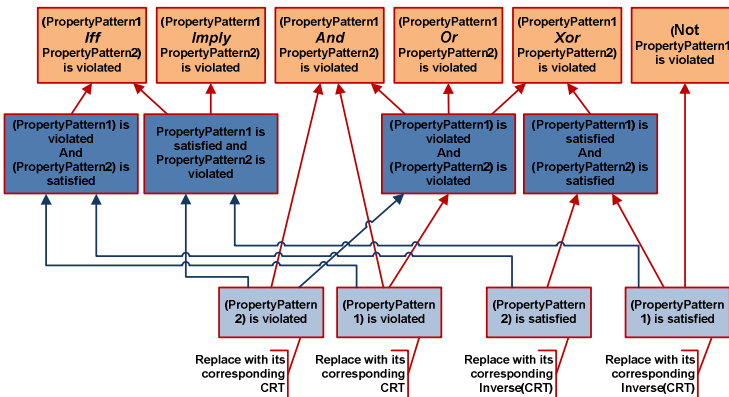 (PropertyPattern1
Iff
PropertyPattern2)
is violated
(PropertyPattern1
Imply
PropertyPattern2)
is violated
(PropertyPattern1
And
PropertyPattern2)
is violated
(PropertyPattern1
Or
PropertyPattern2)
is violated
(PropertyPattern1
Xor
PropertyPattern2)
is violated
(Not
PropertyPattern1)
is violated
(PropertyPattern1) is
violated
And
(PropertyPattern2) is
satisfied
PropertyPattern1 is
satisfied and
PropertyPattern2 is
violated
(PropertyPattern1) is
violated
And
(PropertyPattern2) is
violated
(PropertyPattern1) is
satisfied
And
(PropertyPattern2) is
satisfied
(PropertyPattern
2) is violated
(PropertyPattern
1) is violated
(PropertyPattern
2) is satisfied
(PropertyPattern
1) is satisfied
Replace with its
corresponding
CRT
Replace with its
corresponding
CRT
Replace with its
corresponding
Inverse(CRT)
Replace with its
corresponding
Inverse(CRT)